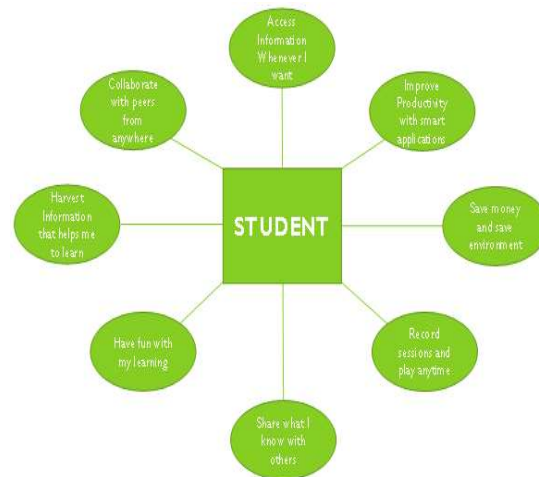 Access
Information
Whenever I
want
Improve
Productivity
with smart
applications
Save money
and save
environment
Record
sessions and
play anytime
Share what I
know with
others
Have fun with
my learning
Harvest
Information
that helps me
to learn
Collaborate
with peers
from
anywhere
STUDENT